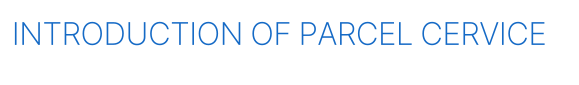 INTRODUCTION OF PARCEL CERVICE